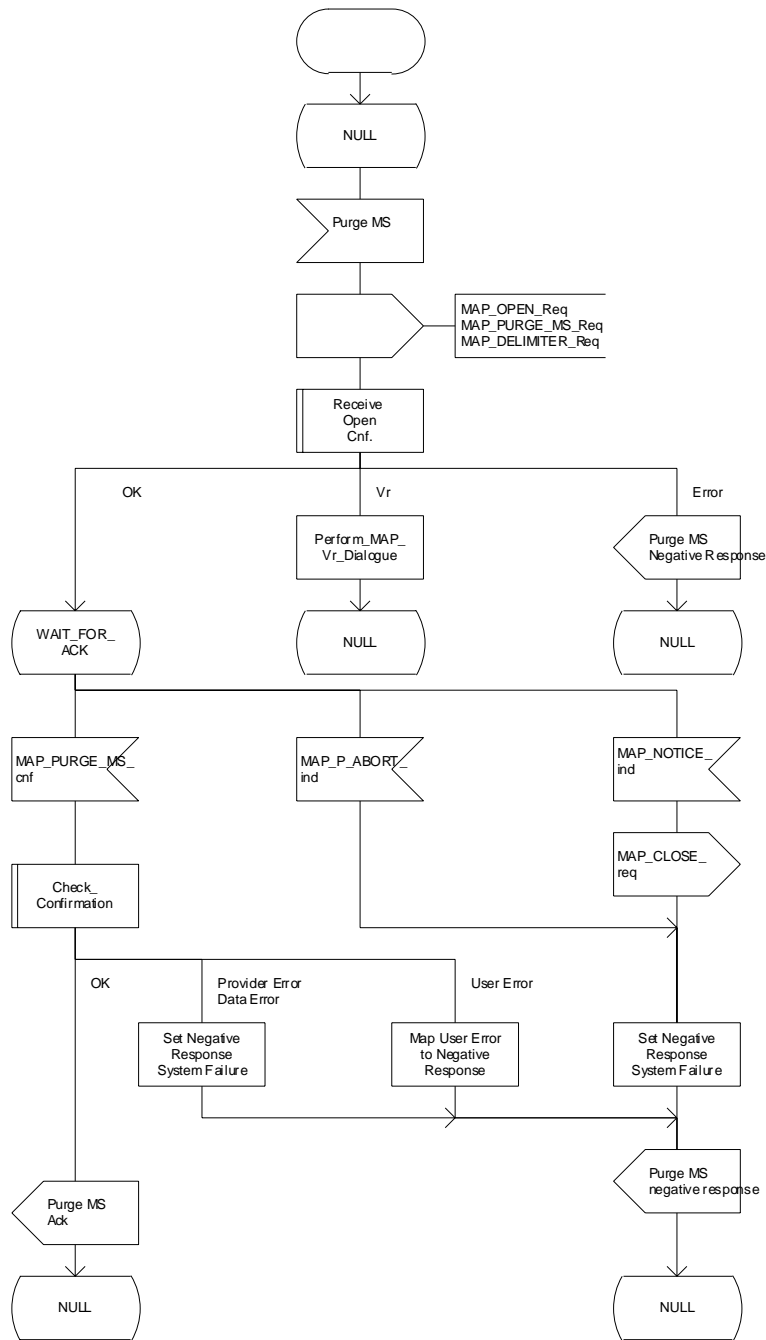 NULL
Purge MS
MAP_OPEN_Req
MAP_PURGE_MS_Req
MAP_DELIMITER_Req
Receive
Open
Cnf.
OK
Vr
Error
Perform_MAP_
Vr_Dialogue
Purge MS
Negative Response
WAIT_FOR_
ACK
NULL
NULL
MAP_PURGE_MS_
cnf
MAP_P_ABORT_
ind
MAP_NOTICE_
ind
MAP_CLOSE_
req
Check_
Confirmation
OK
Provider Error
Data Error
User Error
Set Negative
Response
System Failure
Map User Error
to Negative
Response
Set Negative
Response
System Failure
Purge MS
Ack
Purge MS
negative response
NULL
NULL